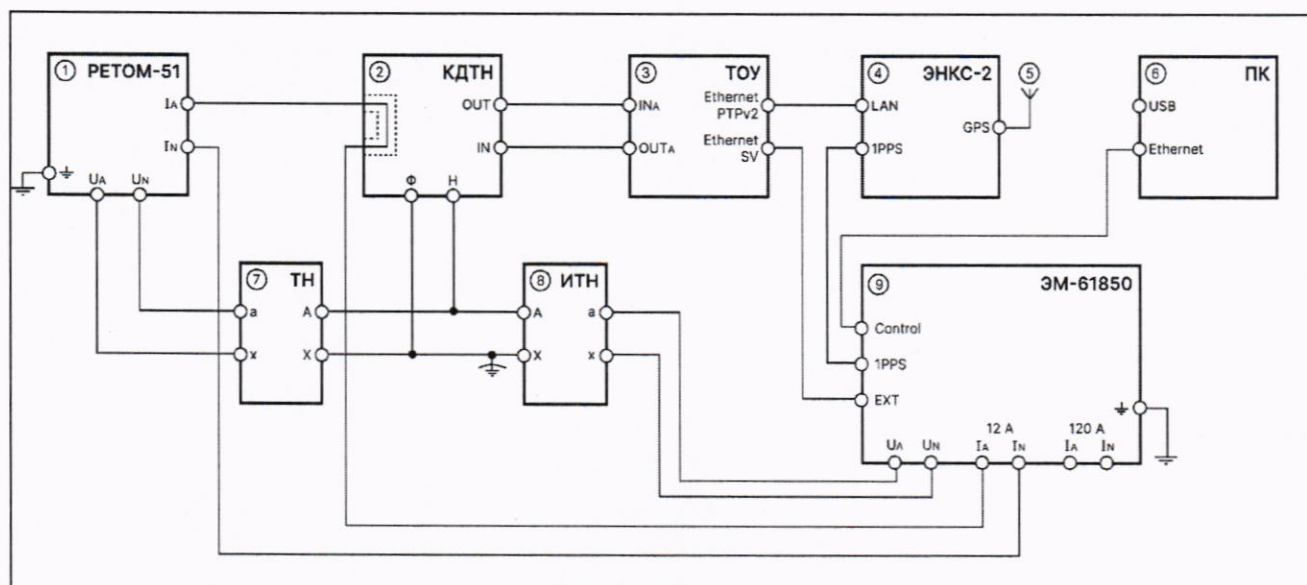 1 РЕТОМ-51
IA
IN
UA UN
2 КДТН
OUT
IN
Ф Н
3 ТОУ
INA Ethernet PTPv2
OUTA Ethernet SV
4 ЭНКС-2
LAN
GPS
1PPS
5
6 ПК
USB
Ethernet
7 ТН
a A
x X
8 ИТН
A a
X x
9 ЭМ-61850
Control
1PPS
EXT
12 А 120 А
UA UN IA IN IA IN